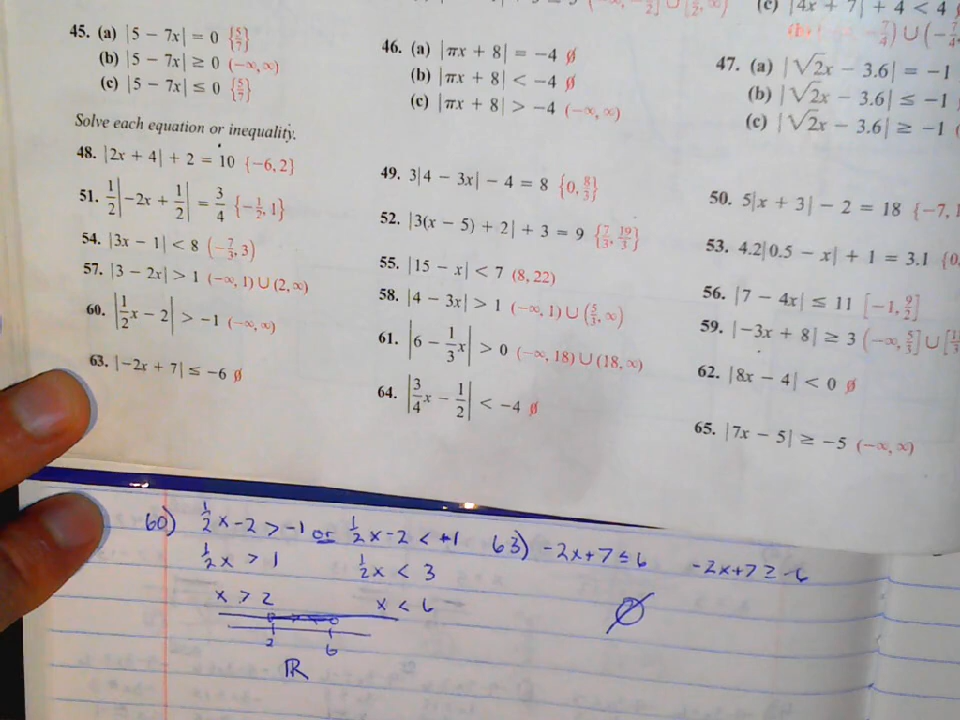 (c) |4x + 7| + 4 < 4
45. (a) |5 − 7x| = 0 {5/7}
(b) |5 − 7x| ≥ 0 (−∞, ∞)
(c) |5 − 7x| ≤ 0 {5/7}
46. (a) |πx + 8| = −4 ∅
(b) |πx + 8| < −4 ∅
(c) |πx + 8| > −4 (−∞, ∞)
47. (a) |√2x − 3.6| = −1
(b) |√2x − 3.6| ≤ −1
(c) |√2x − 3.6| ≥ −1
Solve each equation or inequality.
48. |2x + 4| + 2 = 10 {−6, 2}
49. 3|4 − 3x| − 4 = 8 {0, 8/3}
50. 5|x + 3| − 2 = 18 {−7, 1
51. 1/2|−2x + 1/2| = 3/4 {−1/2, 1}
52. |3(x − 5) + 2| + 3 = 9 {7/3, 19/3}
53. 4.2|0.5 − x| + 1 = 3.1 {0,
54. |3x − 1| < 8 (−7/3, 3)
55. |15 − x| < 7 (8, 22)
56. |7 − 4x| ≤ 11 [−1, 9/2]
57. |3 − 2x| > 1 (−∞, 1) ∪ (2, ∞)
58. |4 − 3x| > 1 (−∞, 1) ∪ (5/3, ∞)
59. |−3x + 8| ≥ 3 (−∞, 5/3] ∪ [
60. |1/2x − 2| > −1 (−∞, ∞)
61. |6 − 1/3x| > 0 (−∞, 18) ∪ (18, ∞)
62. |8x − 4| < 0 ∅
63. |−2x + 7| ≤ −6 ∅
64. |3/4x − 1/2| < −4 ∅
65. |7x − 5| ≥ −5 (−∞, ∞)
60) 1/2x − 2 > −1 or 1/2x − 2 < +1
1/2x > 1 1/2x < 3
x > 2 x < 6
2 6
ℝ
63) −2x + 7 ≤ 6 −2x + 7 ≥ −6
∅